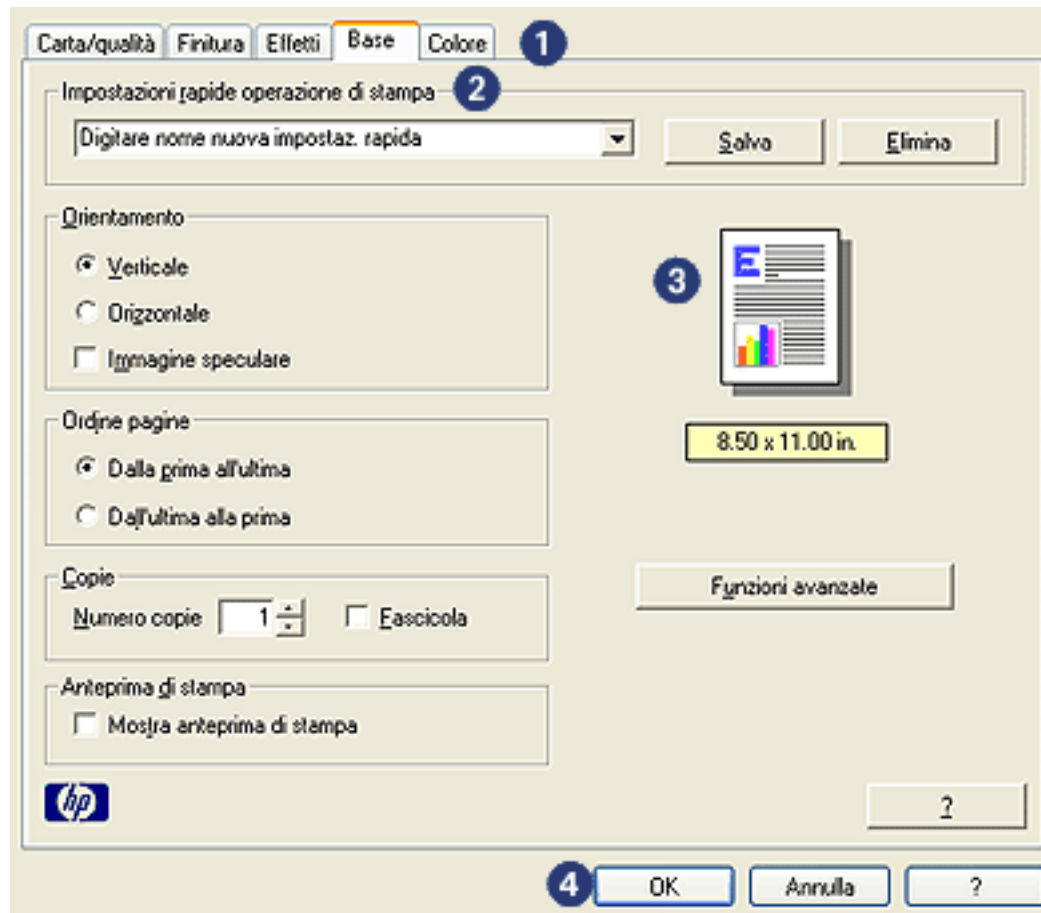 Carta/qualità Finitura Effetti Base Colore 1
Impostazioni rapide operazione di stampa 2
Digitare nome nuova impostaz. rapida Salva Elimina
Orientamento
Verticale
Orizzontale
Immagine speculare
3
E
8.50 x 11.00 in.
Ordine pagine
Dalla prima all'ultima
Dall'ultima alla prima
Copie
Numero copie 1 Fascicola
Funzioni avanzate
Anteprima di stampa
Mostra anteprima di stampa
hp
?
4 OK Annulla ?